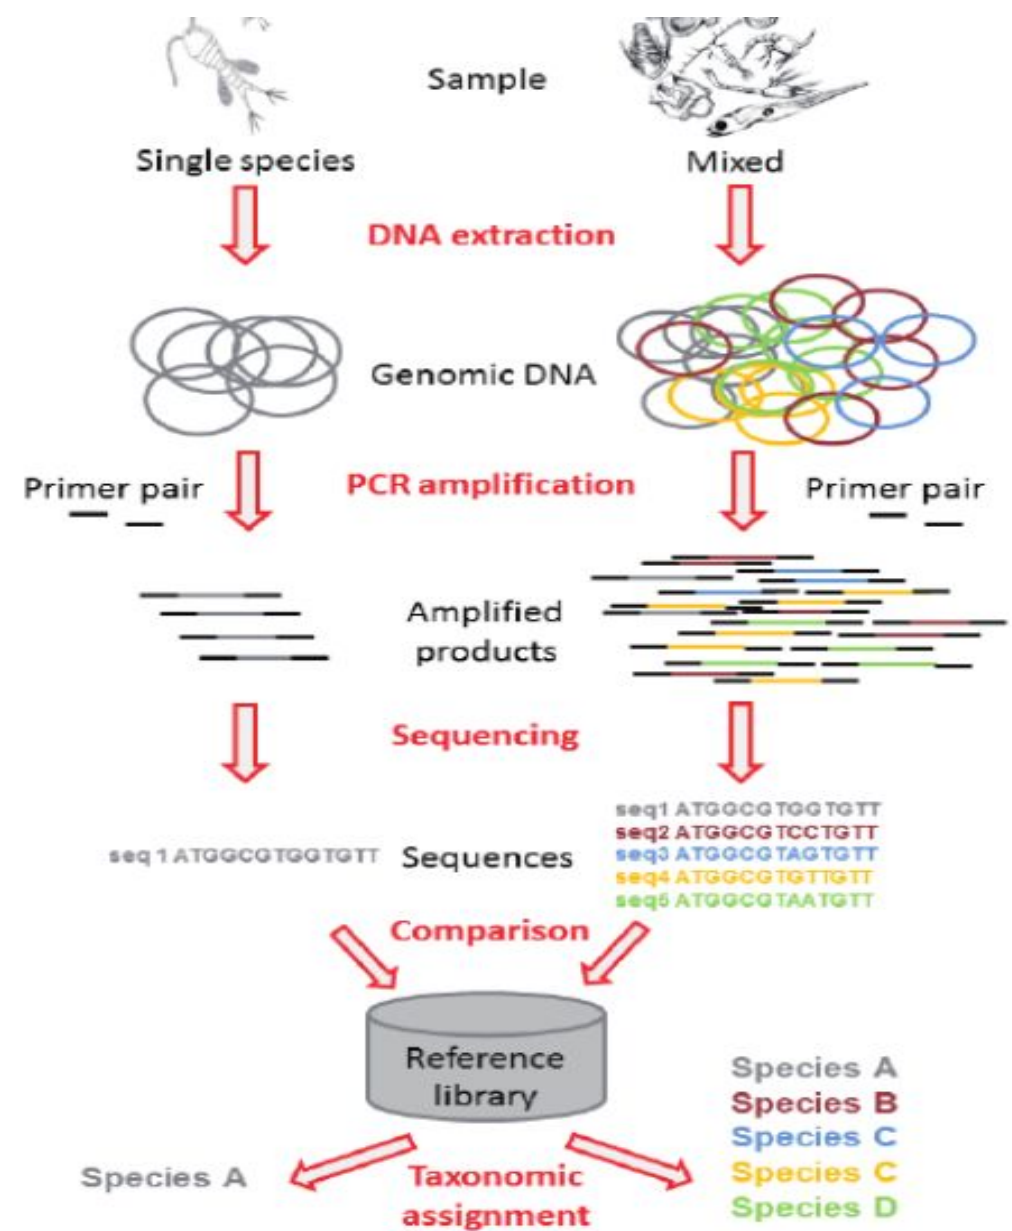 Sample
Single species
Mixed
DNA extraction
Genomic DNA
Primer pair
PCR amplification
Primer pair
Amplified
products
Sequencing
seq1 ATGGCGTGGTGTT
seq2 ATGGCGTCCTGTT
seq3 ATGGCGTAGTGTT
seq4 ATGGCGTGTTGTT
seq5 ATGGCGTAATGTT
seq1 ATGGCGTGGTGTT
Sequences
Comparison
Reference
library
Species A
Species B
Species C
Species C
Species D
Species A
Taxonomic
assignment